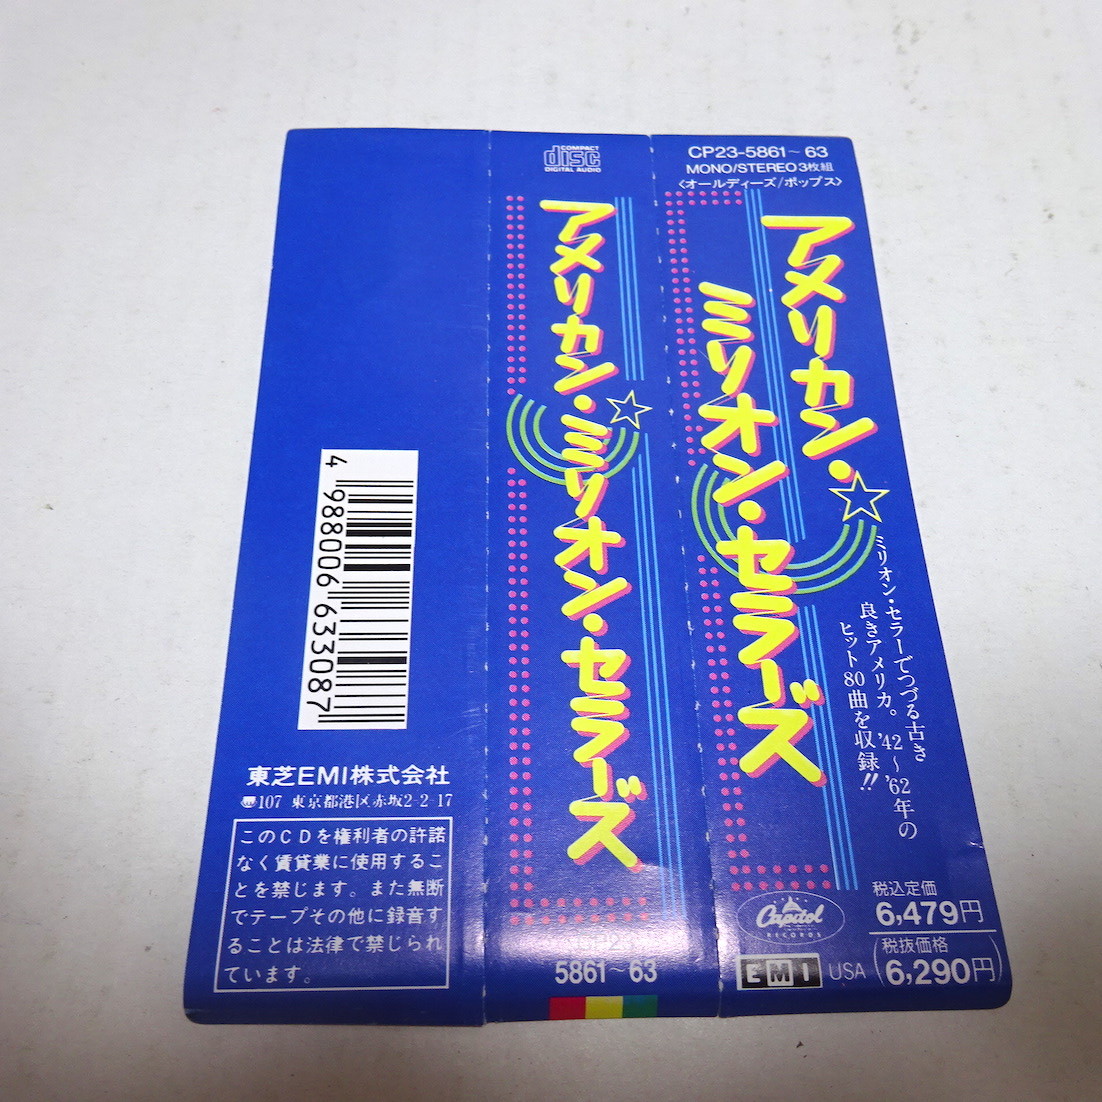 CP23-5861～63
MONO/STEREO 3枚組
〈オールディーズ/ポップス〉
アメリカン・
ミリオン・セラーズ
ミリオン・セラーでつづる古き
良きアメリカ。'42～'62年の
ヒット80曲を収録!!
Capitol
RECORDS
EMI USA
税込定価
6,479円
(税抜価格
6,290円)
COMPACT
disc
DIGITAL AUDIO
アメリカン・ミリオン・セラーズ
5861～63
4 988006 633087
東芝EMI株式会社
〠107 東京都港区赤坂2-2-17
このCDを権利者の許諾
なく賃貸業に使用するこ
とを禁じます。また無断
でテープその他に録音す
ることは法律で禁じられ
ています。